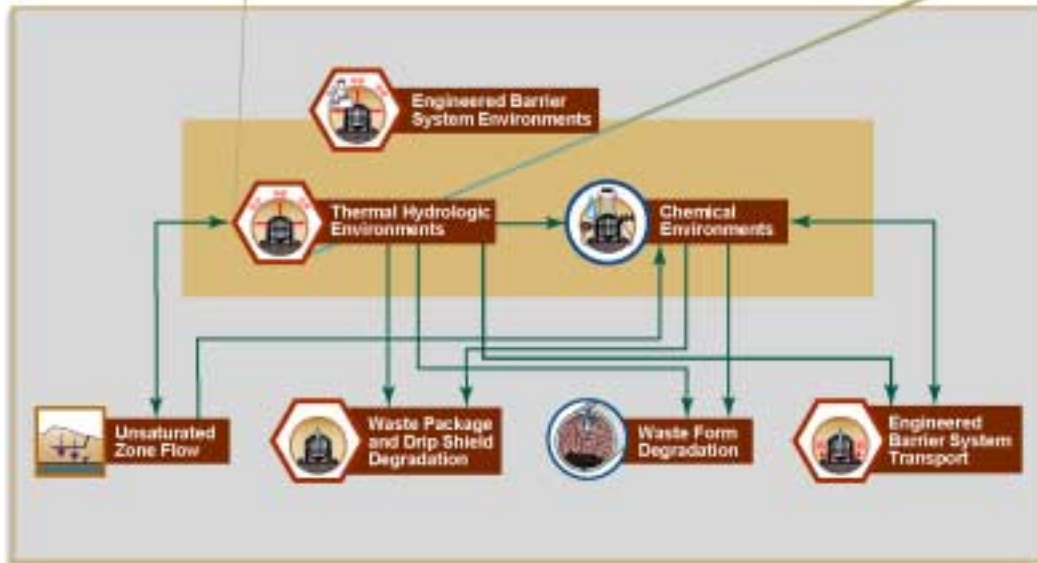 Engineered Barrier
System Environments
Thermal Hydrologic
Environments
Chemical
Environments
Unsaturated
Zone Flow
Waste Package
and Drip Shield
Degradation
Waste Form
Degradation
Engineered
Barrier System
Transport